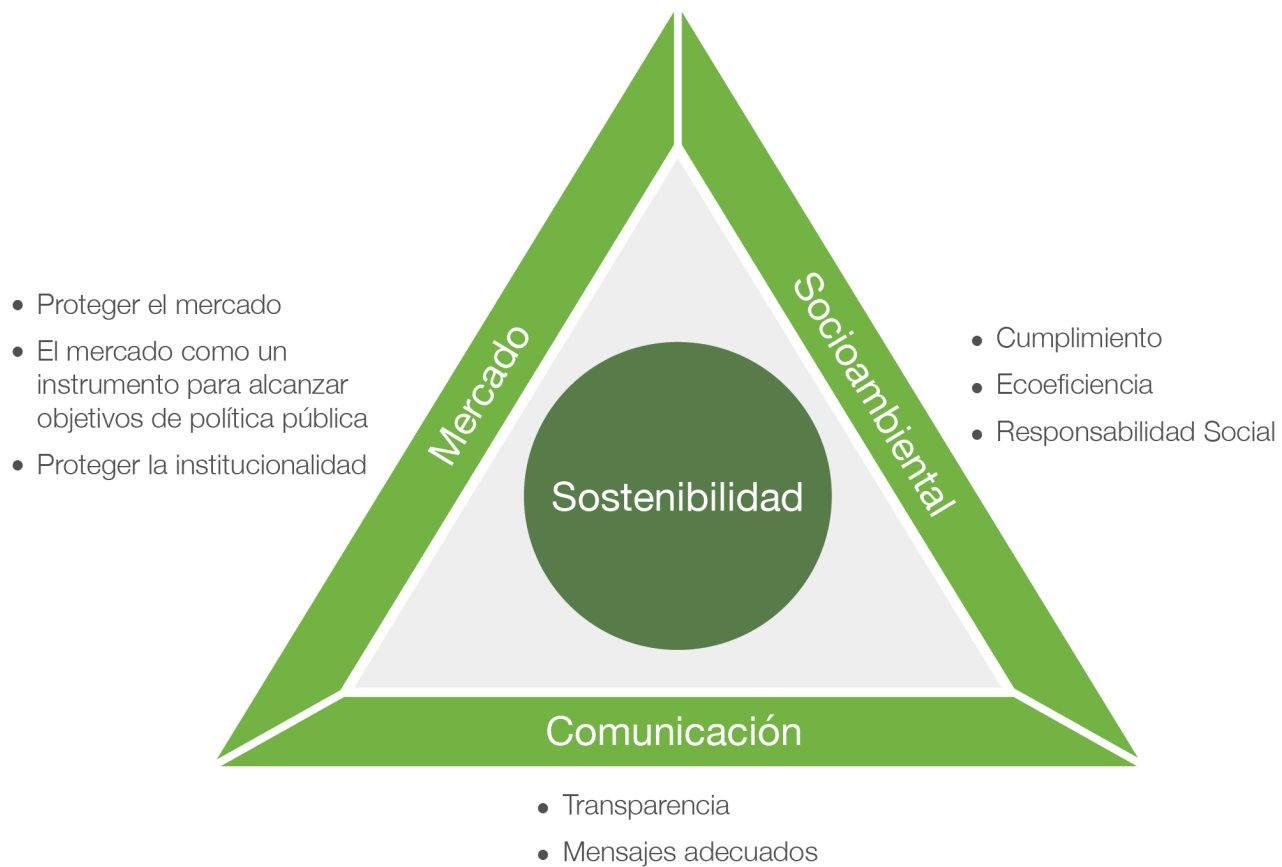 Mercado
• Proteger el mercado
• El mercado como un
instrumento para alcanzar
objetivos de política pública
• Proteger la institucionalidad
Socioambiental
• Cumplimiento
• Ecoeficiencia
• Responsabilidad Social
Sostenibilidad
Comunicación
• Transparencia
• Mensajes adecuados